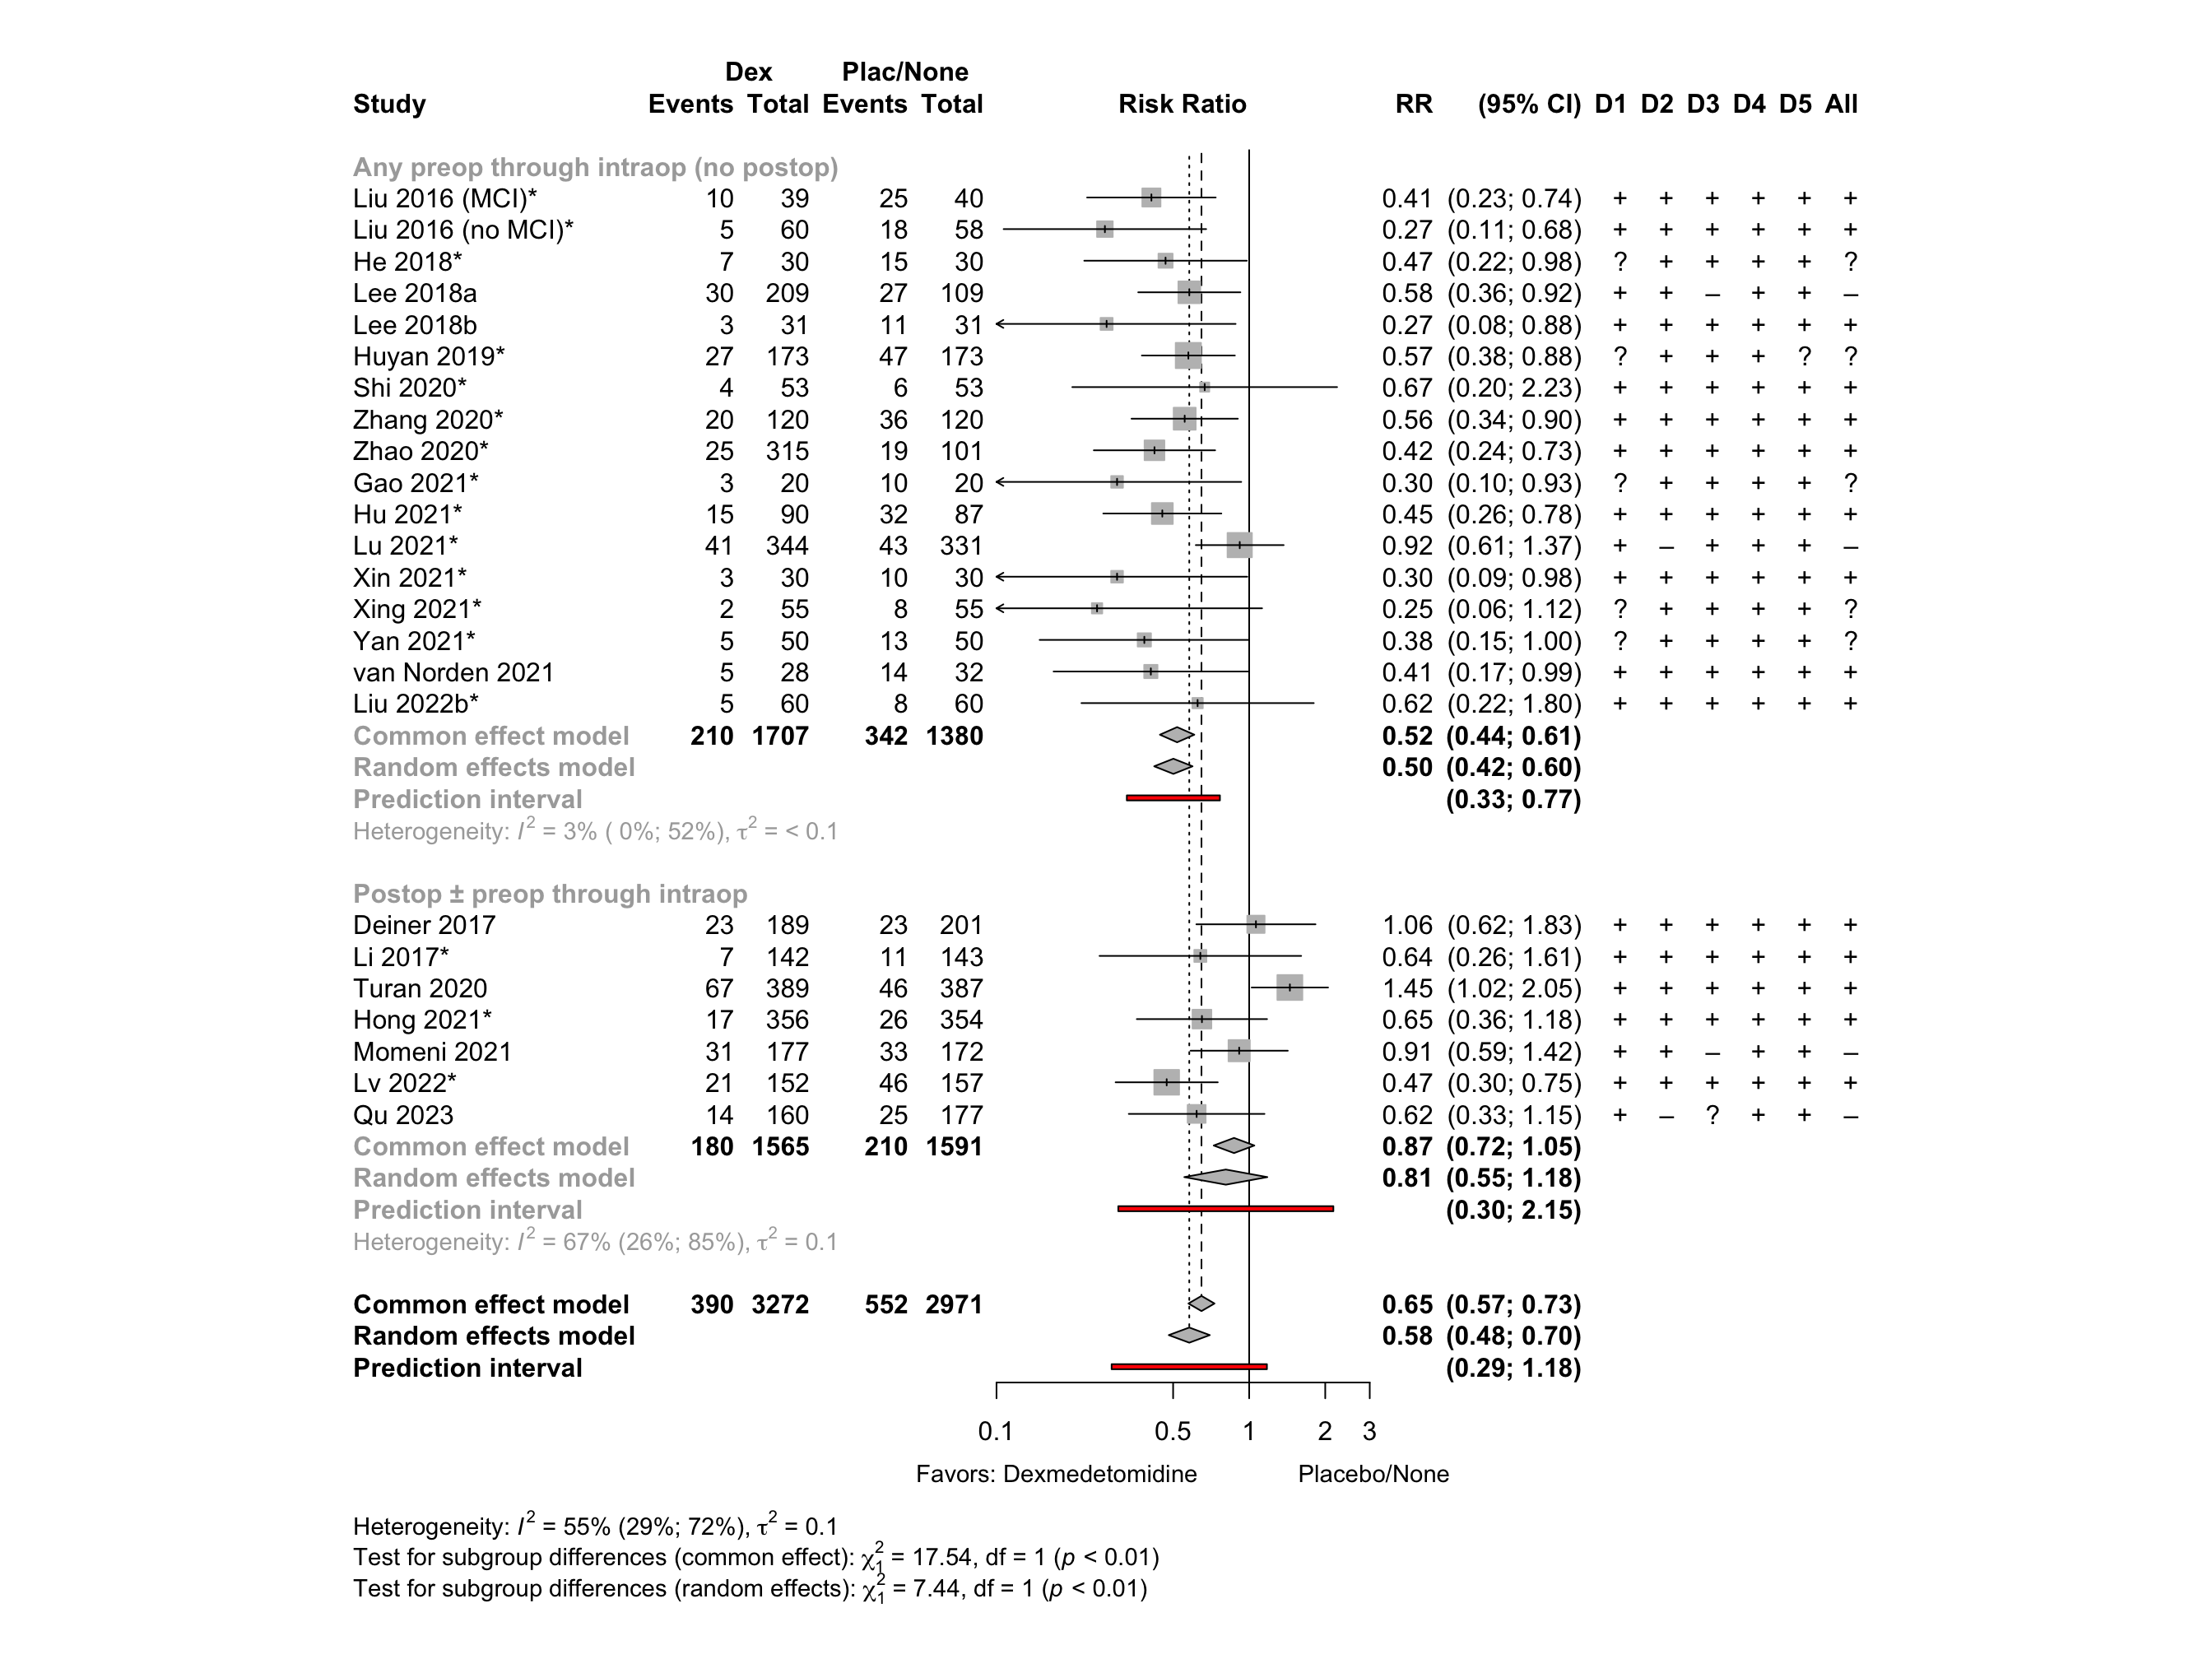 Dex Plac/None
Study Events Total Events Total Risk Ratio RR (95% CI) D1 D2 D3 D4 D5 All
Any preop through intraop (no postop)
Liu 2016 (MCI)* 10 39 25 40 0.41 (0.23; 0.74) + + + + + +
Liu 2016 (no MCI)* 5 60 18 58 0.27 (0.11; 0.68) + + + + + +
He 2018* 7 30 15 30 0.47 (0.22; 0.98) ? + + + + ?
Lee 2018a 30 209 27 109 0.58 (0.36; 0.92) + + – + + –
Lee 2018b 3 31 11 31 0.27 (0.08; 0.88) + + + + + +
Huyan 2019* 27 173 47 173 0.57 (0.38; 0.88) ? + + + ? ?
Shi 2020* 4 53 6 53 0.67 (0.20; 2.23) + + + + + +
Zhang 2020* 20 120 36 120 0.56 (0.34; 0.90) + + + + + +
Zhao 2020* 25 315 19 101 0.42 (0.24; 0.73) + + + + + +
Gao 2021* 3 20 10 20 0.30 (0.10; 0.93) ? + + + + ?
Hu 2021* 15 90 32 87 0.45 (0.26; 0.78) + + + + + +
Lu 2021* 41 344 43 331 0.92 (0.61; 1.37) + – + + + –
Xin 2021* 3 30 10 30 0.30 (0.09; 0.98) + + + + + +
Xing 2021* 2 55 8 55 0.25 (0.06; 1.12) ? + + + + ?
Yan 2021* 5 50 13 50 0.38 (0.15; 1.00) ? + + + + ?
van Norden 2021 5 28 14 32 0.41 (0.17; 0.99) + + + + + +
Liu 2022b* 5 60 8 60 0.62 (0.22; 1.80) + + + + + +
Common effect model 210 1707 342 1380 0.52 (0.44; 0.61)
Random effects model 0.50 (0.42; 0.60)
Prediction interval (0.33; 0.77)
Heterogeneity: I² = 3% ( 0%; 52%), τ² = < 0.1
Postop ± preop through intraop
Deiner 2017 23 189 23 201 1.06 (0.62; 1.83) + + + + + +
Li 2017* 7 142 11 143 0.64 (0.26; 1.61) + + + + + +
Turan 2020 67 389 46 387 1.45 (1.02; 2.05) + + + + + +
Hong 2021* 17 356 26 354 0.65 (0.36; 1.18) + + + + + +
Momeni 2021 31 177 33 172 0.91 (0.59; 1.42) + + – + + –
Lv 2022* 21 152 46 157 0.47 (0.30; 0.75) + + + + + +
Qu 2023 14 160 25 177 0.62 (0.33; 1.15) + – ? + + –
Common effect model 180 1565 210 1591 0.87 (0.72; 1.05)
Random effects model 0.81 (0.55; 1.18)
Prediction interval (0.30; 2.15)
Heterogeneity: I² = 67% (26%; 85%), τ² = 0.1
Common effect model 390 3272 552 2971 0.65 (0.57; 0.73)
Random effects model 0.58 (0.48; 0.70)
Prediction interval (0.29; 1.18)
0.1 0.5 1 2 3
Favors: Dexmedetomidine Placebo/None
Heterogeneity: I² = 55% (29%; 72%), τ² = 0.1
Test for subgroup differences (common effect): χ₁² = 17.54, df = 1 (p < 0.01)
Test for subgroup differences (random effects): χ₁² = 7.44, df = 1 (p < 0.01)